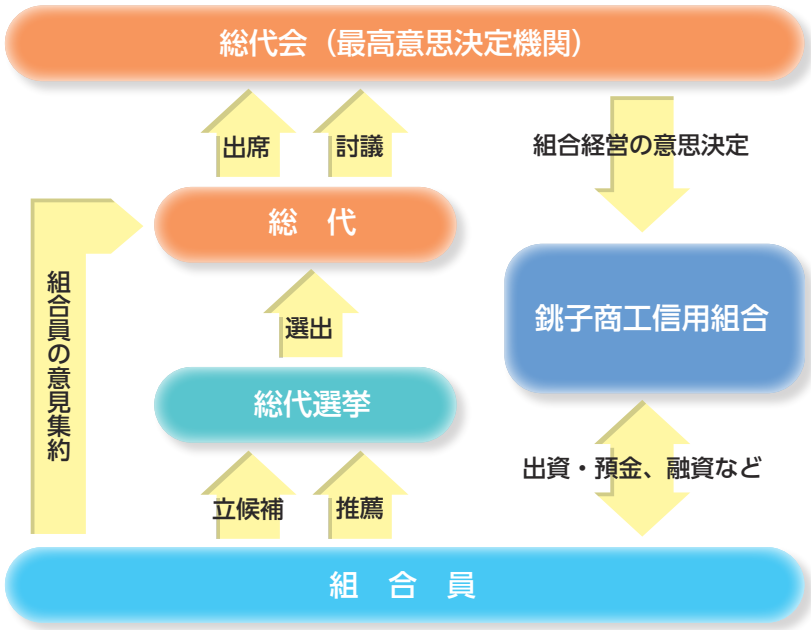 総代会（最高意思決定機関）
出席
討議
組合経営の意思決定
総　代
組合員の意見集約
選出
銚子商工信用組合
総代選挙
立候補
推薦
出資・預金、融資など
組　合　員